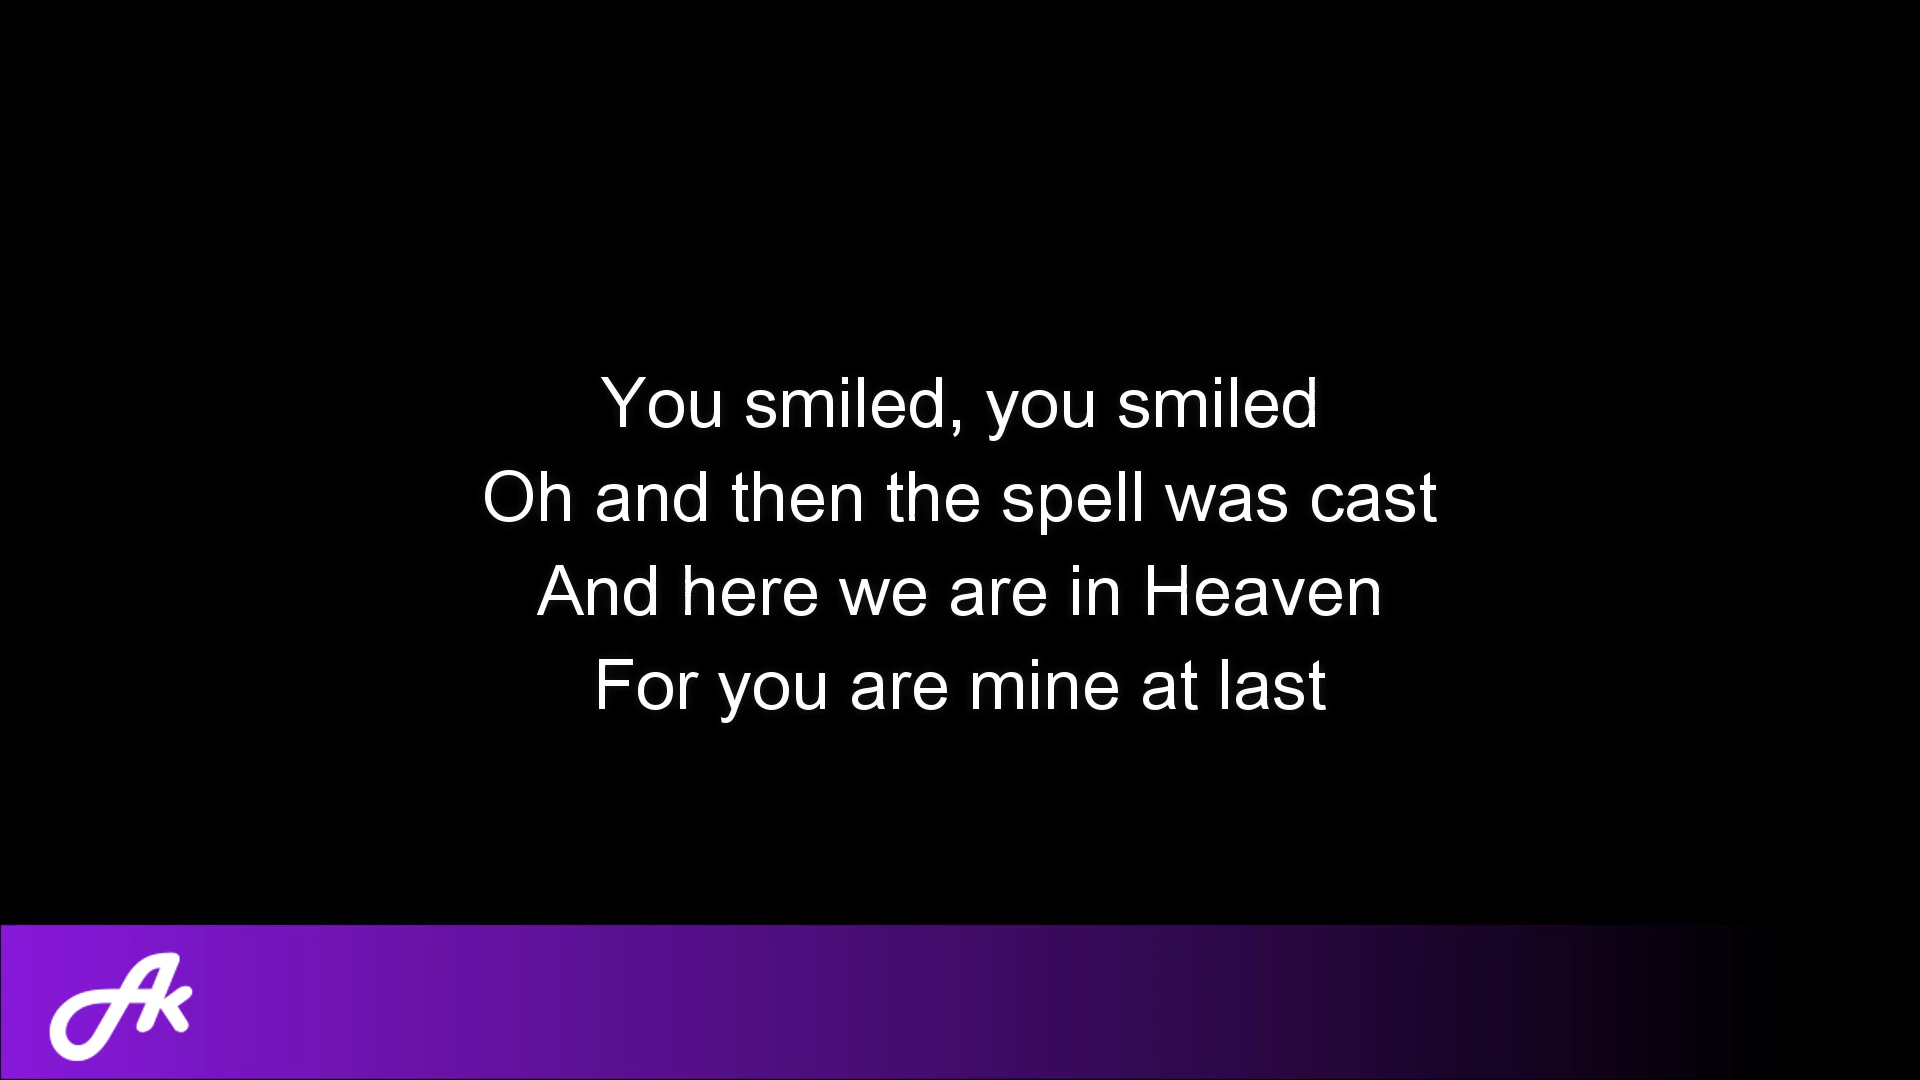 You smiled, you smiled
Oh and then the spell was cast
And here we are in Heaven
For you are mine at last
Ak